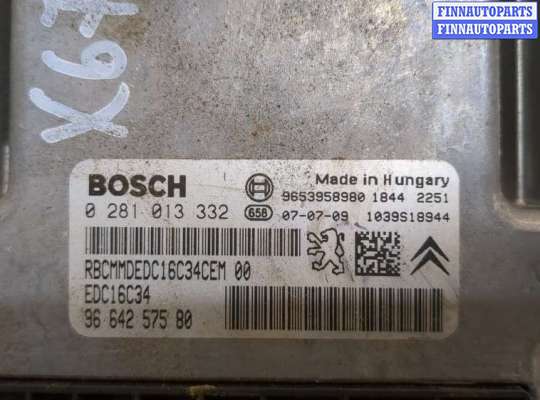 FINNAUTOPARTS
FINNAUTOPARTS
X67
BOSCH
Made in Hungary
9653958980 1844 2251
0 281 013 332
658
07-07-09 1039S18944
RBCMMDEDC16C34CEM 00
EDC16C34
96 642 575 80